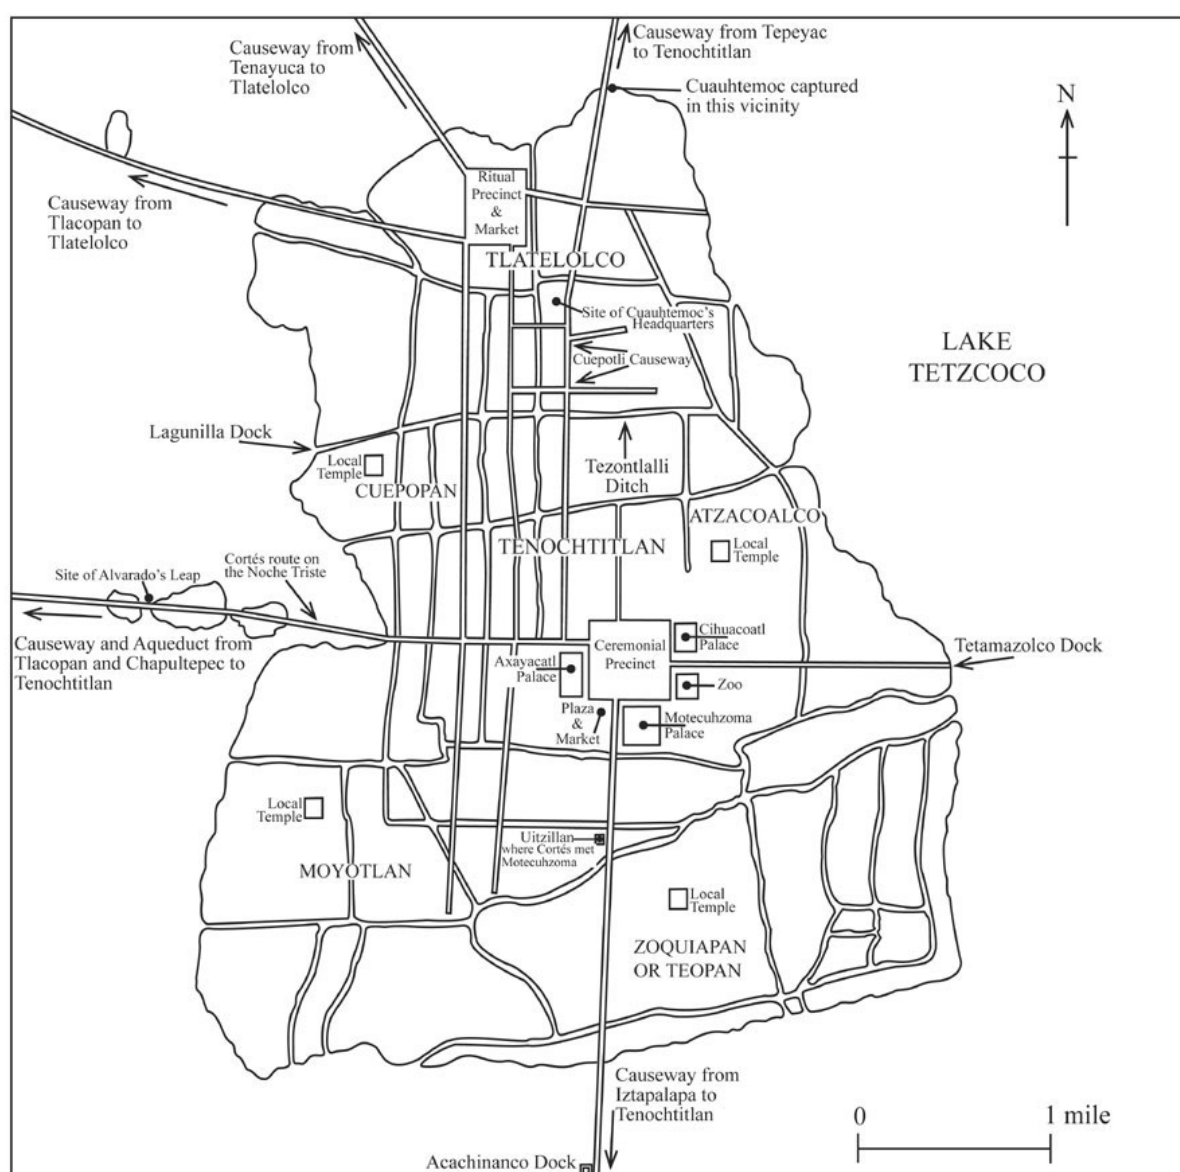 Causeway from Tepeyac
to Tenochtitlan
Causeway from
Tenayuca to
Tlatelolco
Cuauhtemoc captured
in this vicinity
N
Ritual
Precinct
&
Market
Causeway from
Tlacopan to
Tlatelolco
TLATELOLCO
Site of Cuauhtemoc's
Headquarters
LAKE
TETZCOCO
Cuepotli Causeway
Lagunilla Dock
Local
Temple
CUEPOPAN
Tezontlalli
Ditch
ATZACOALCO
TENOCHTITLAN
Local
Temple
Cortés route on
the Noche Triste
Site of Alvarado's Leap
Causeway and Aqueduct from
Tlacopan and Chapultepec to
Tenochtitlan
Ceremonial
Precinct
Cihuacoatl
Palace
Tetamazolco Dock
Axayacatl
Palace
Zoo
Plaza
&
Market
Motecuhzoma
Palace
Local
Temple
Uitzillan
where Cortés met
Motecuhzoma
MOYOTLAN
Local
Temple
ZOQUIAPAN
OR TEOPAN
Causeway from
Iztapalapa to
Tenochtitlan
0 1 mile
Acachinanco Dock